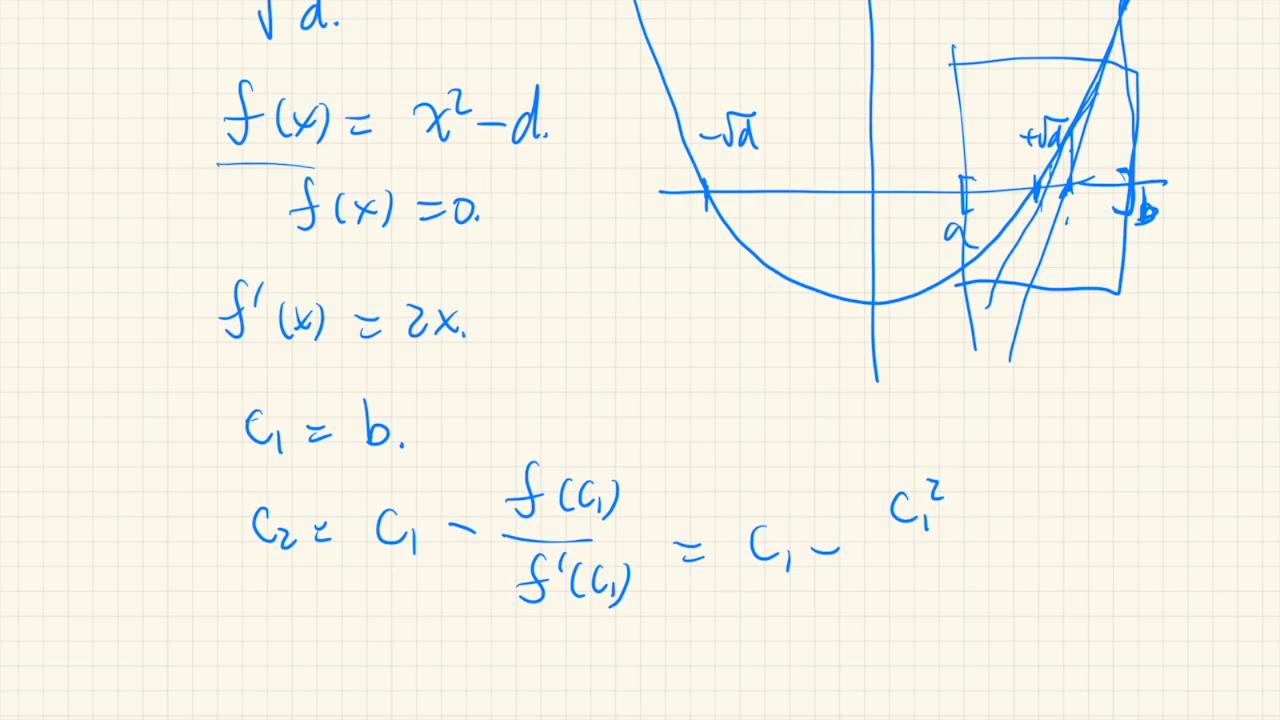 √d.
f(x) = x² - d.
f(x) = 0.
f'(x) = 2x.
c₁ = b.
c₂ = c₁ - f(c₁)/f'(c₁) = c₁ - c₁²
-√d
+√d
a
b